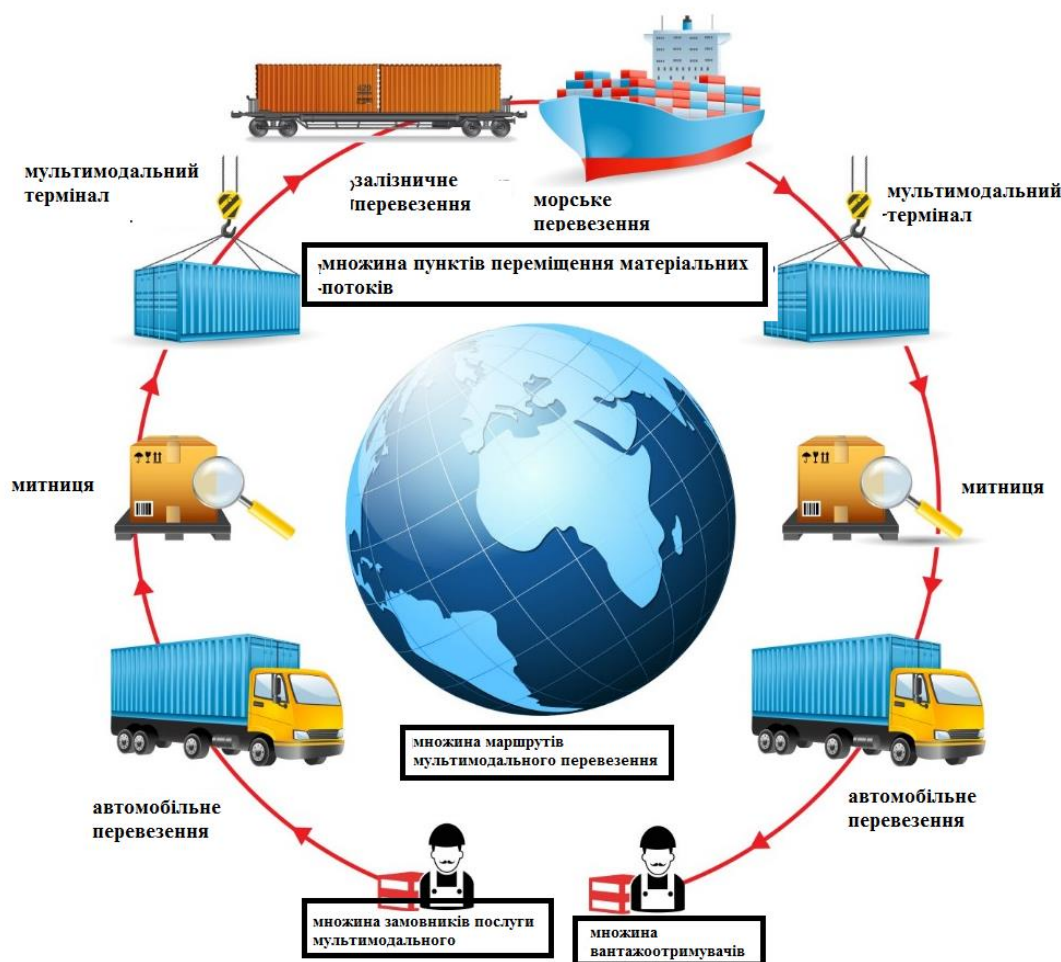 мультимодальний
термінал
залізничне
перевезення
морське
перевезення
мультимодальний
термінал
множина пунктів переміщення матеріальних
потоків
митниця
митниця
множина маршрутів
мультимодального перевезення
автомобільне
перевезення
автомобільне
перевезення
множина замовників послуги
мультимодального
множина
вантажоотримувачів